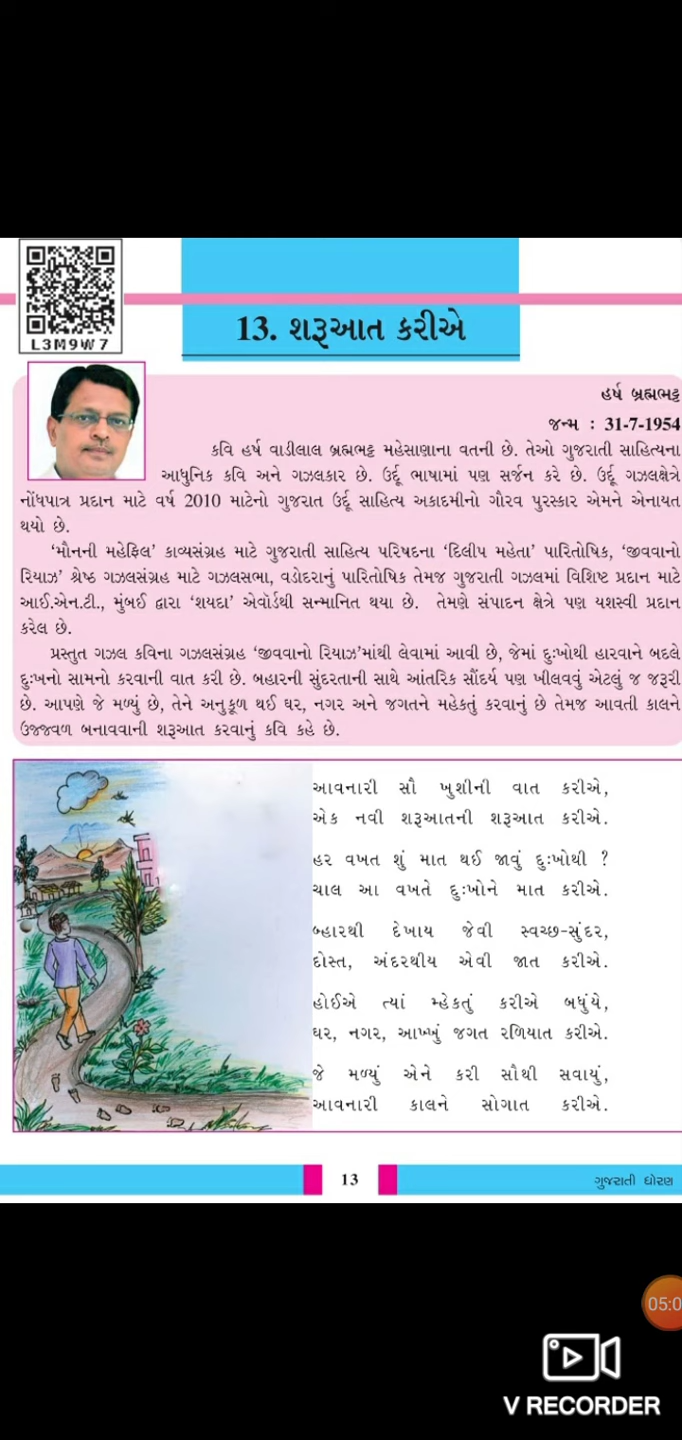 L3M9W7
13. શરૂઆત કરીએ
હર્ષ બ્રહ્મભટ્ટ
જન્મ : 31-7-1954
કવિ હર્ષ વાડીલાલ બ્રહ્મભટ્ટ મહેસાણાના વતની છે. તેઓ ગુજરાતી સાહિત્યના
આધુનિક કવિ અને ગઝલકાર છે. ઉર્દૂ ભાષામાં પણ સર્જન કરે છે. ઉર્દૂ ગઝલક્ષેત્રે
નોંધપાત્ર પ્રદાન માટે વર્ષ 2010 માટેનો ગુજરાત ઉર્દૂ સાહિત્ય અકાદમીનો ગૌરવ પુરસ્કાર એમને એનાયત
થયો છે.
‘મૌનની મહેફિલ’ કાવ્યસંગ્રહ માટે ગુજરાતી સાહિત્ય પરિષદના ‘દિલીપ મહેતા’ પારિતોષિક, ‘જીવવાનો
રિયાઝ’ શ્રેષ્ઠ ગઝલસંગ્રહ માટે ગઝલસભા, વડોદરાનું પારિતોષિક તેમજ ગુજરાતી ગઝલમાં વિશિષ્ટ પ્રદાન માટે
આઈ.એન.ટી., મુંબઈ દ્વારા ‘શયદા’ એવૉર્ડથી સન્માનિત થયા છે. તેમણે સંપાદન ક્ષેત્રે પણ યશસ્વી પ્રદાન
કરેલ છે.
પ્રસ્તુત ગઝલ કવિના ગઝલસંગ્રહ ‘જીવવાનો રિયાઝ’માંથી લેવામાં આવી છે, જેમાં દુઃખોથી હારવાને બદલે
દુઃખનો સામનો કરવાની વાત કરી છે. બહારની સુંદરતાની સાથે આંતરિક સૌંદર્ય પણ ખીલવવું એટલું જ જરૂરી
છે. આપણે જે મળ્યું છે, તેને અનુકૂળ થઈ ઘર, નગર અને જગતને મહેકતું કરવાનું છે તેમજ આવતી કાલને
ઉજ્જવળ બનાવવાની શરૂઆત કરવાનું કવિ કહે છે.
આવનારી સૌ ખુશીની વાત કરીએ,
એક નવી શરૂઆતની શરૂઆત કરીએ.
હર વખત શું માત થઈ જાવું દુઃખોથી ?
ચાલ આ વખતે દુઃખોને માત કરીએ.
બ્હારથી દેખાય જેવી સ્વચ્છ-સુંદર,
દોસ્ત, અંદરથીય એવી જાત કરીએ.
હોઈએ ત્યાં મ્હેકતું કરીએ બધુંયે,
ઘર, નગર, આખ્ખું જગત રળિયાત કરીએ.
જે મળ્યું એને કરી સૌથી સવાયું,
આવનારી કાલને સોગાત કરીએ.
13
ગુજરાતી ધોરણ
05:0
V RECORDER